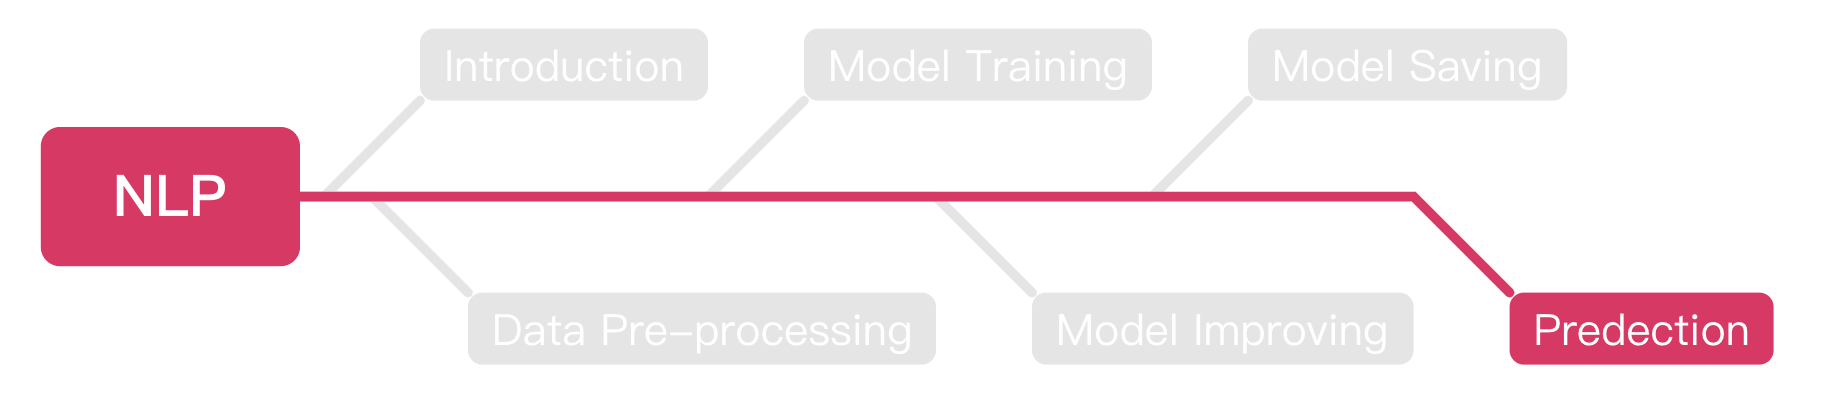 Introduction
Model Training
Model Saving
NLP
Data Pre-processing
Model Improving
Predection